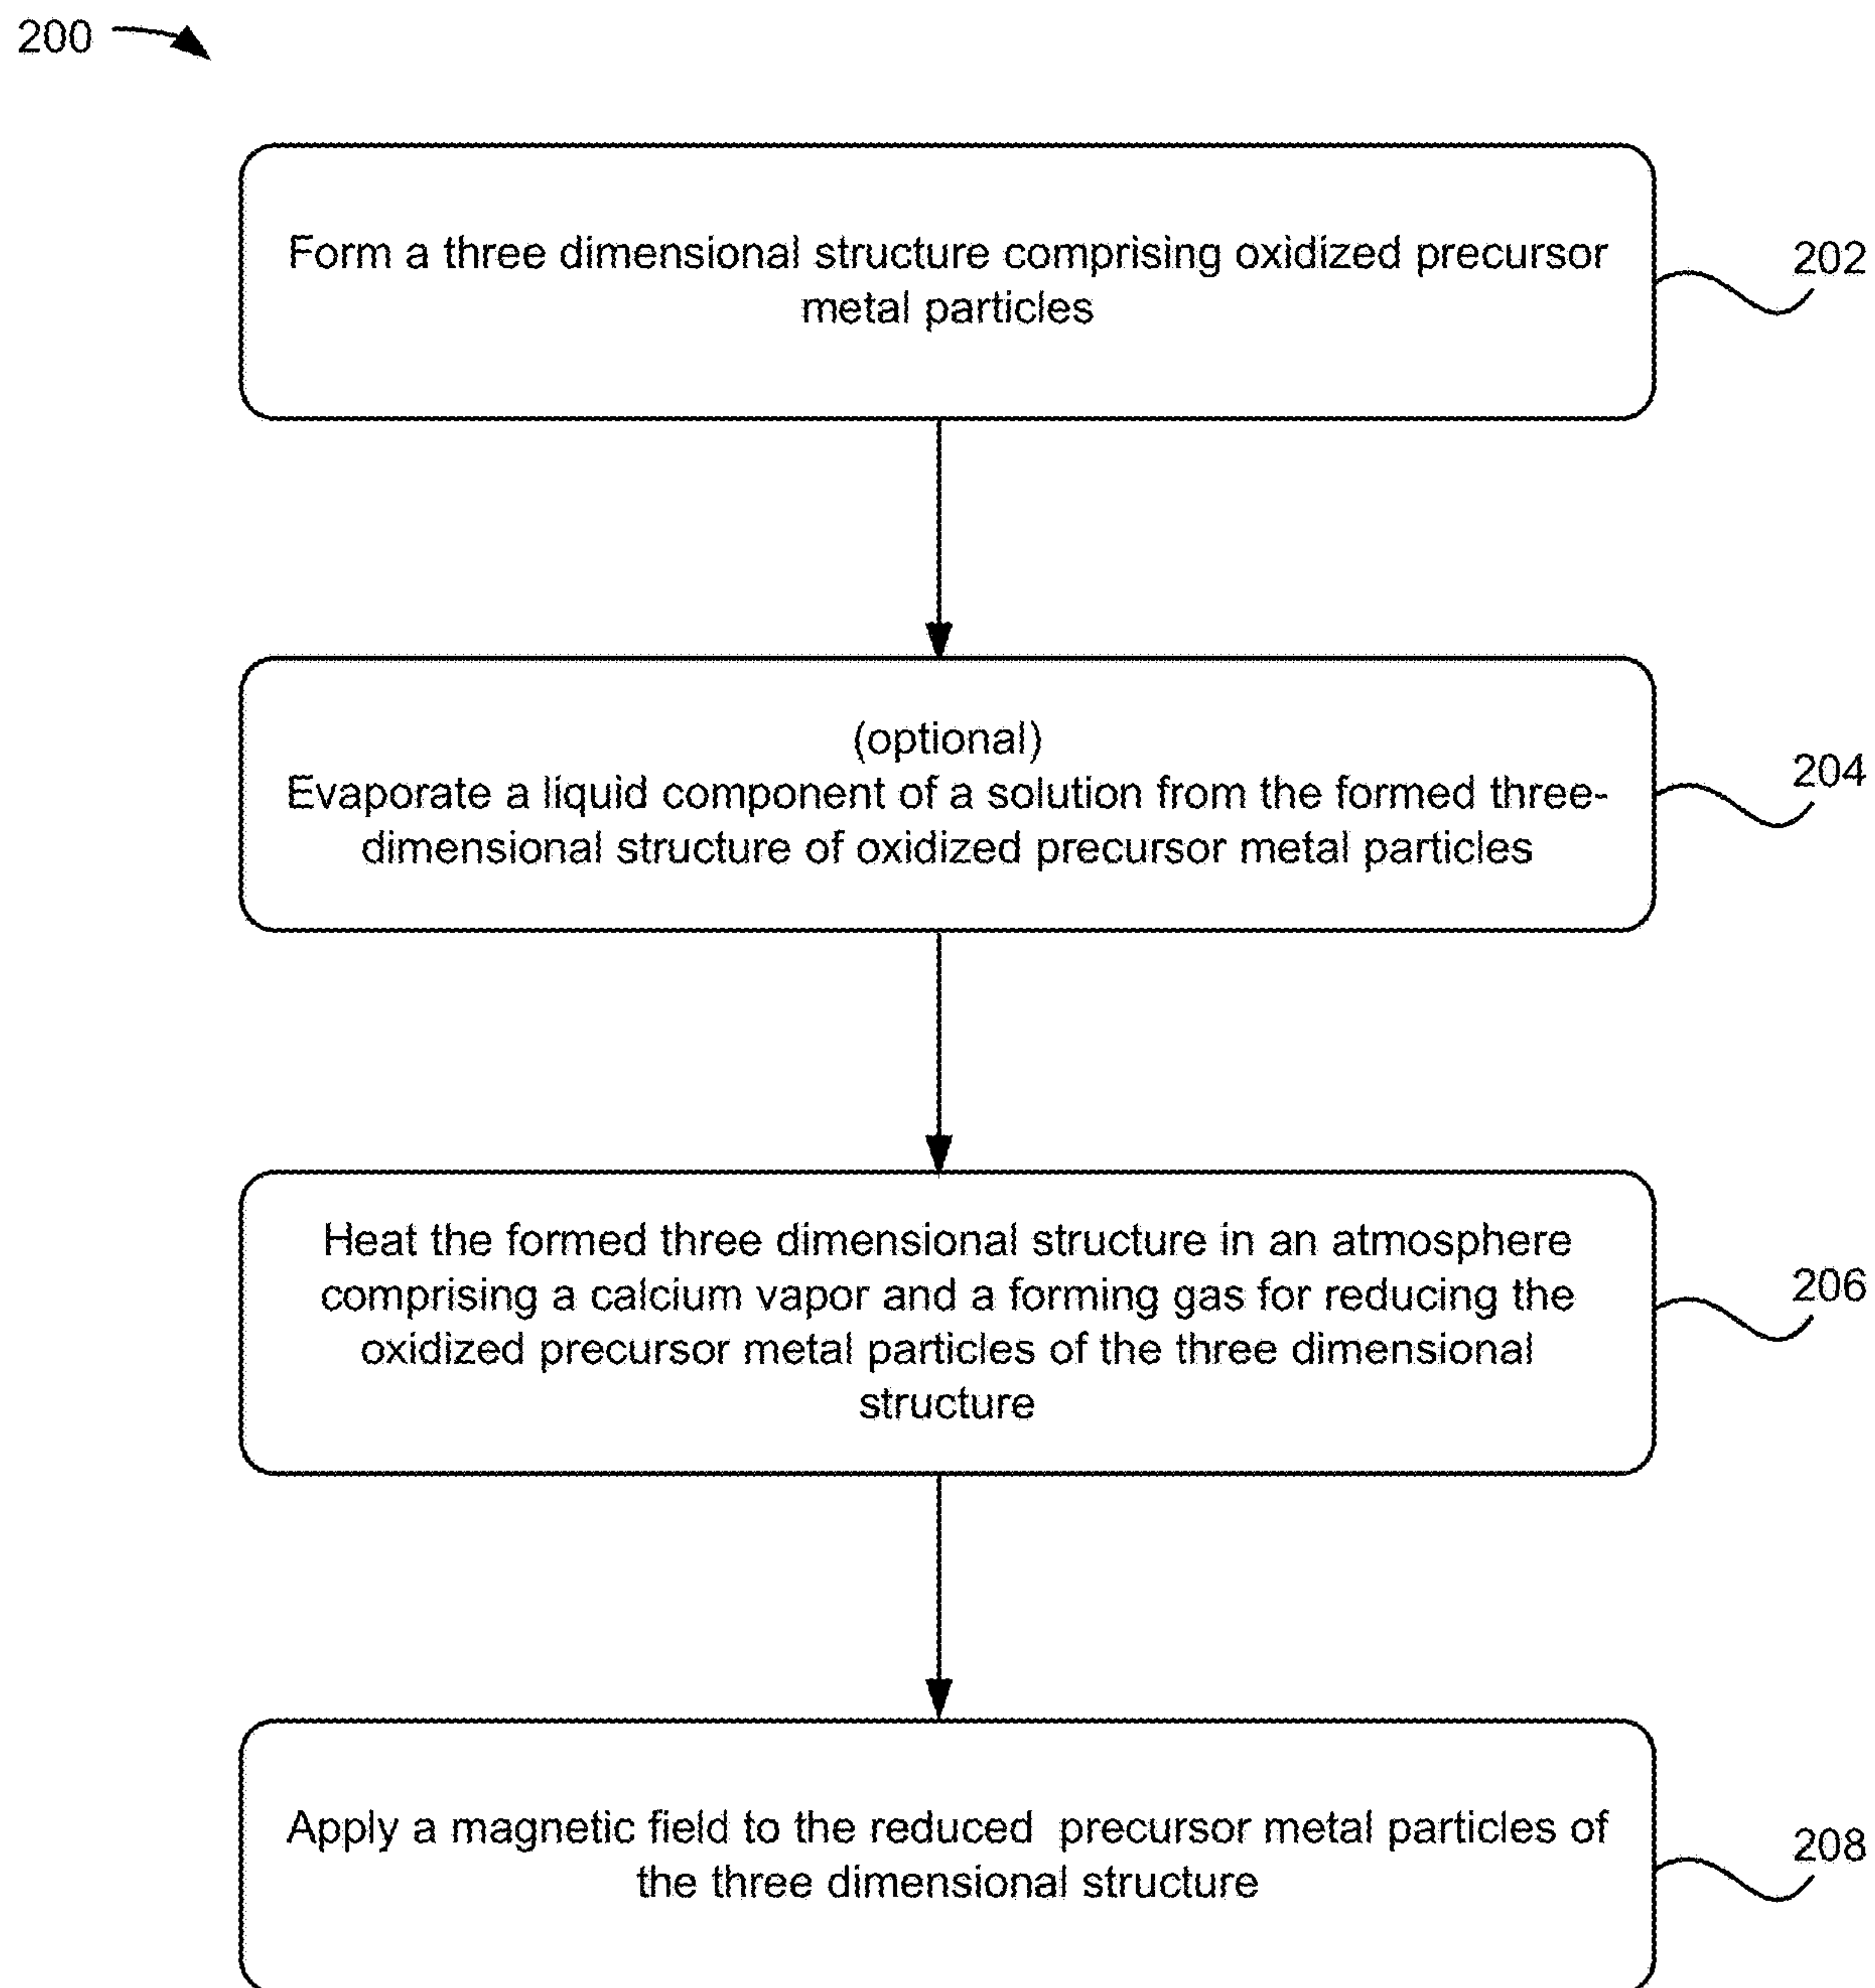 200
Form a three dimensional structure comprising oxidized precursor
metal particles
202
(optional)
Evaporate a liquid component of a solution from the formed three-
dimensional structure of oxidized precursor metal particles
204
Heat the formed three dimensional structure in an atmosphere
comprising a calcium vapor and a forming gas for reducing the
oxidized precursor metal particles of the three dimensional
structure
206
Apply a magnetic field to the reduced  precursor metal particles of
the three dimensional structure
208